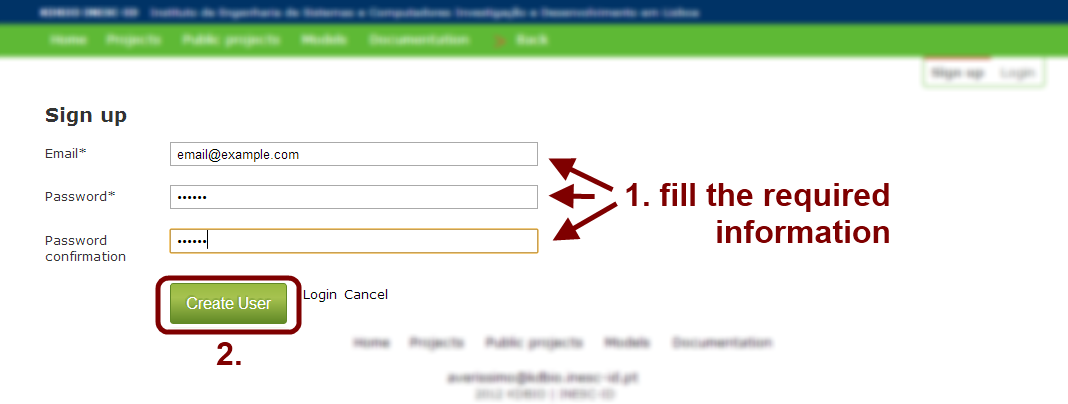 KDBIO INESC-ID Instituto de Engenharia de Sistemas e Computadores Investigação e Desenvolvimento em Lisboa
Home Projects Public projects Models Documentation Back
Sign up Login
Sign up
Email*
email@example.com
Password*
••••••
Password
confirmation
••••••
1. fill the required
information
Create User
Login Cancel
2.
Home Projects Public projects Models Documentation
averissimo@kdbio.inesc-id.pt
2012 KDBIO | INESC-ID